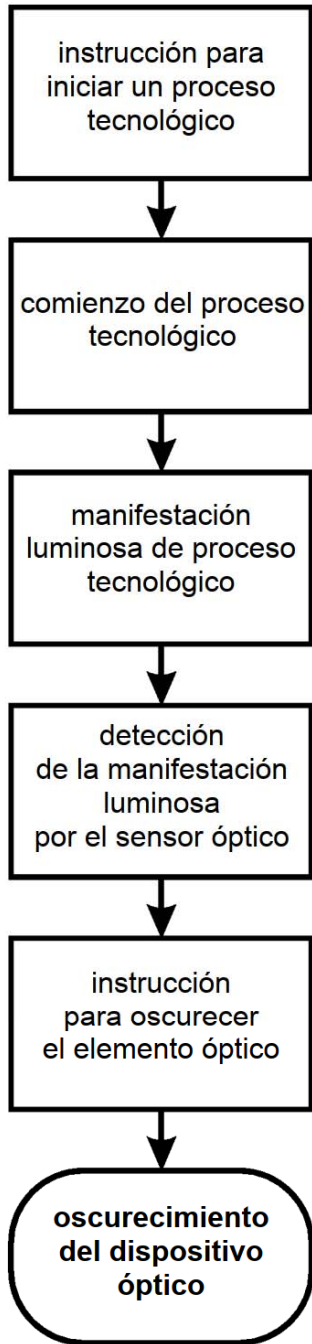 instrucción para
iniciar un proceso
tecnológico
comienzo del proceso
tecnológico
manifestación
luminosa de proceso
tecnológico
detección
de la manifestación
luminosa
por el sensor óptico
instrucción
para oscurecer
el elemento óptico
oscurecimiento
del dispositivo
óptico